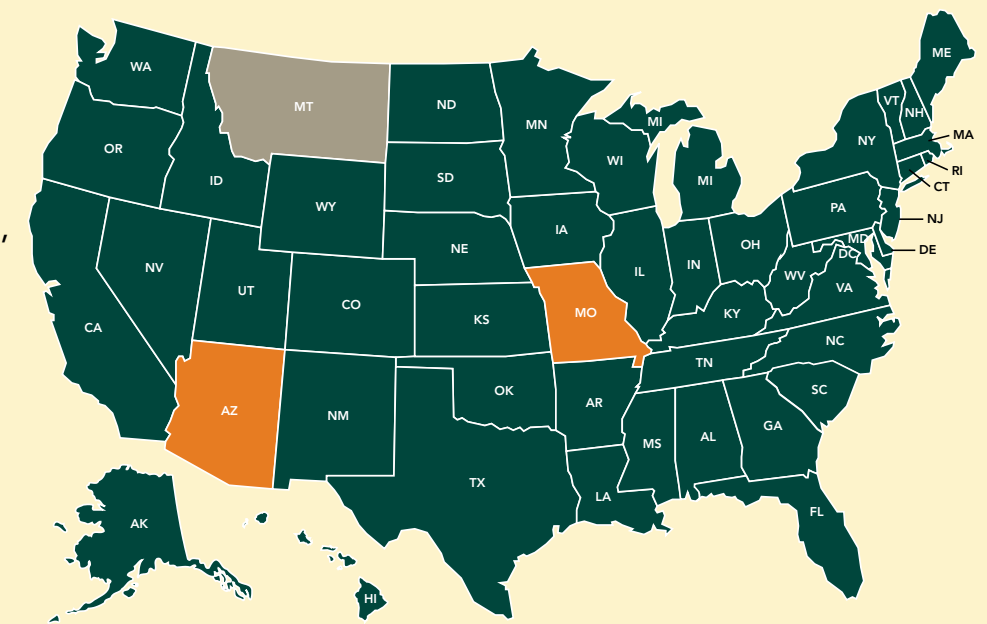 ME
WA
VT
NH
MT
ND
MN
MI
MA
OR
NY
WI
RI
ID
SD
MI
CT
WY
PA
NJ
IA
NE
OH
MD
DE
DC
NV
IL
IN
WV
UT
CO
VA
MO
KY
KS
CA
NC
TN
OK
SC
AZ
AR
NM
GA
MS
AL
TX
LA
FL
AK
HI
,